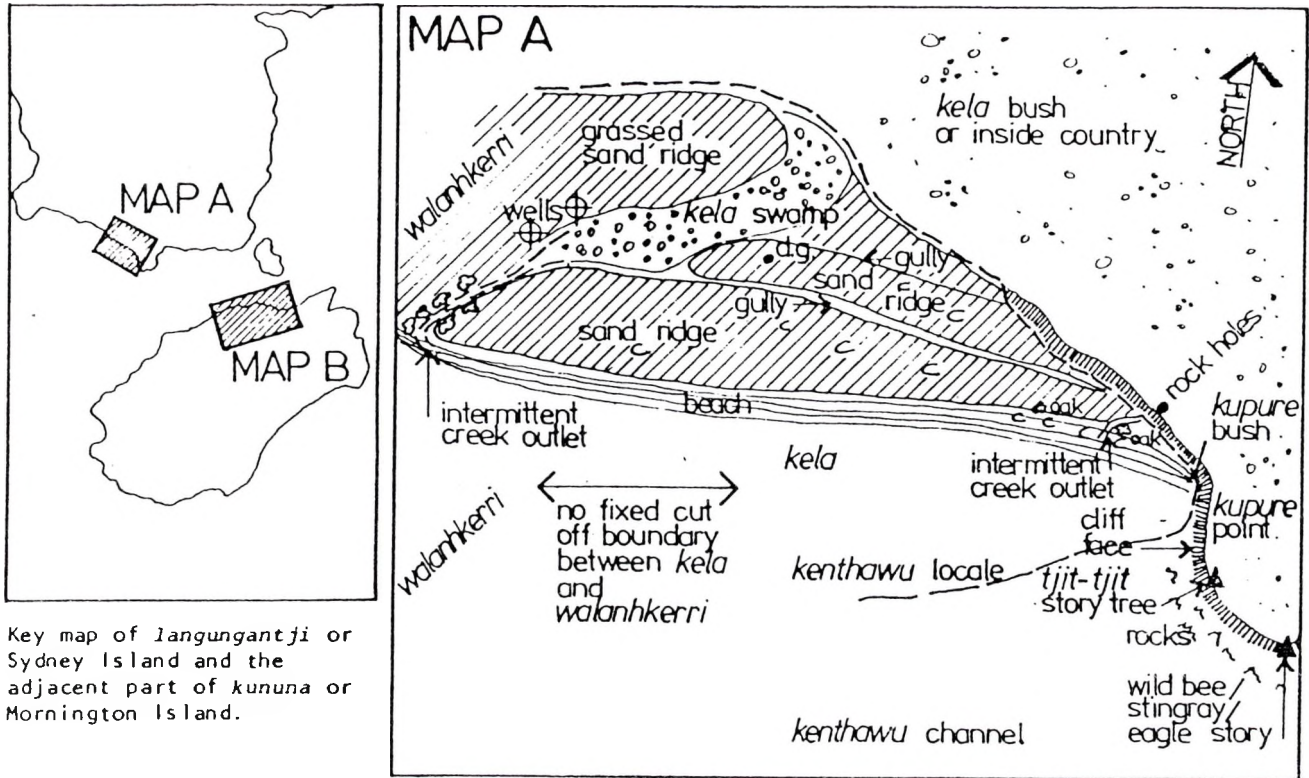 MAP A
MAP B
Key map of langungantji or
Sydney Island and the
adjacent part of kununa or
Mornington Island.
MAP A
NORTH
kela bush
or inside country
grassed
sand ridge
walanhkerri
wells
kela swamp
d.g.
gully
sand
ridge
gully
sand ridge
rock holes
beach
oak
oak
kupure
bush
intermittent
creek outlet
kela
intermittent
creek outlet
walanhkerri
no fixed cut
off boundary
between kela
and
walanhkerri
cliff
face
kupure
point
kenthawu locale
tjit-tjit
story tree
rocks
wild bee/
stingray/
eagle story
kenthawu channel